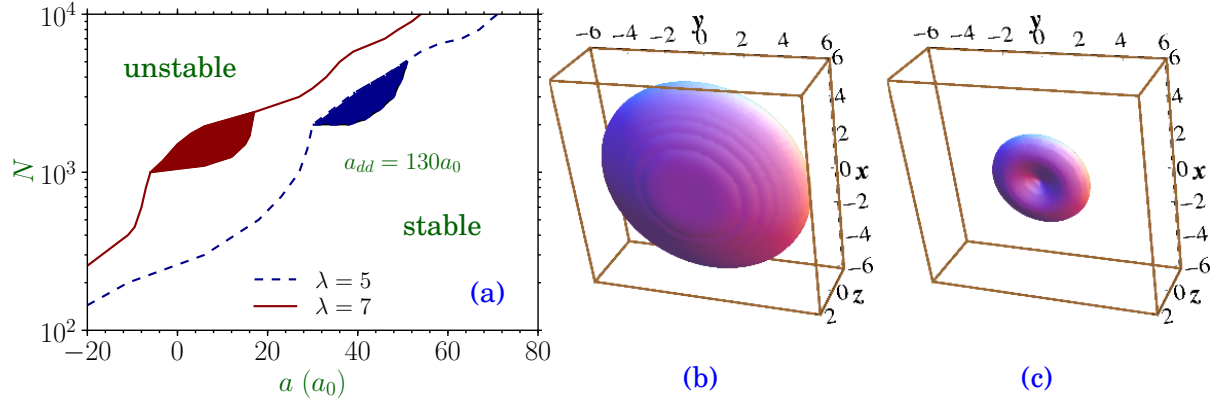 10^4
unstable
10^3
N
a_{dd} = 130a_0
stable
λ = 5
λ = 7
(a)
10^2
−20 0 20 40 60 80
a (a_0)
y
−6 −4 −2 0 2 4 6
6
4
2
0 x
−2
−4
−6
0 z
2
(b)
y
−6 −4 −2 0 2 4 6
6
4
2
0 x
−2
−4
−6
0 z
2
(c)